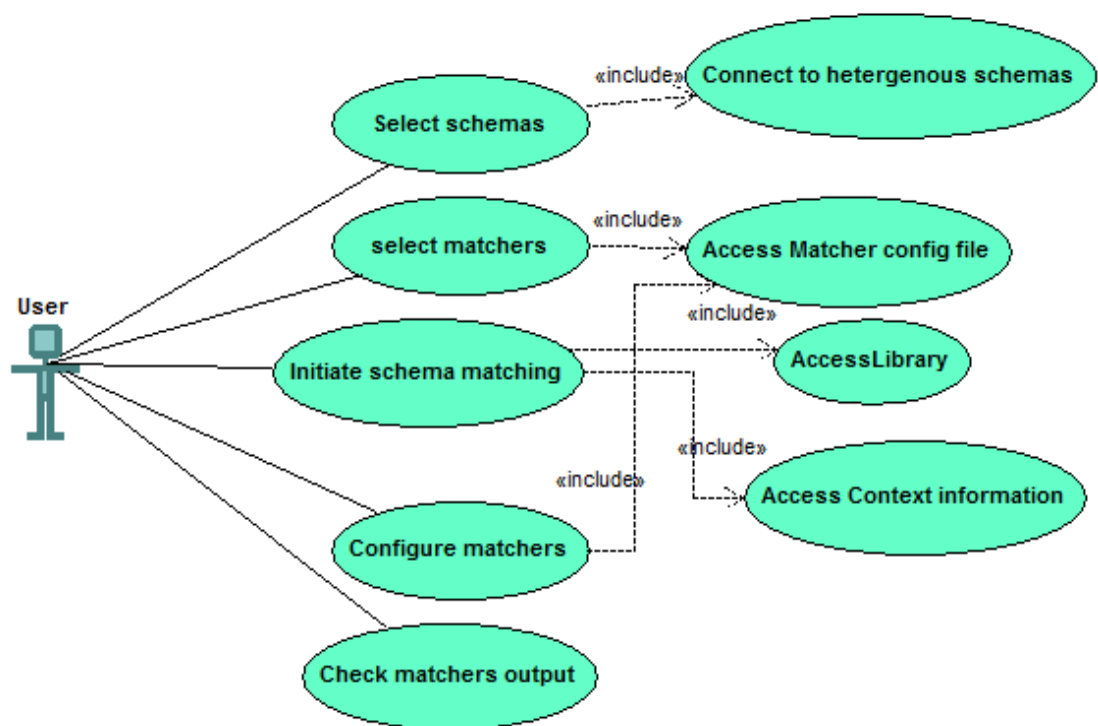 «include»
Connect to hetergenous schemas
Select schemas
«include»
select matchers
Access Matcher config file
User
«include»
Initiate schema matching
AccessLibrary
«include»
«include»
Access Context information
Configure matchers
Check matchers output